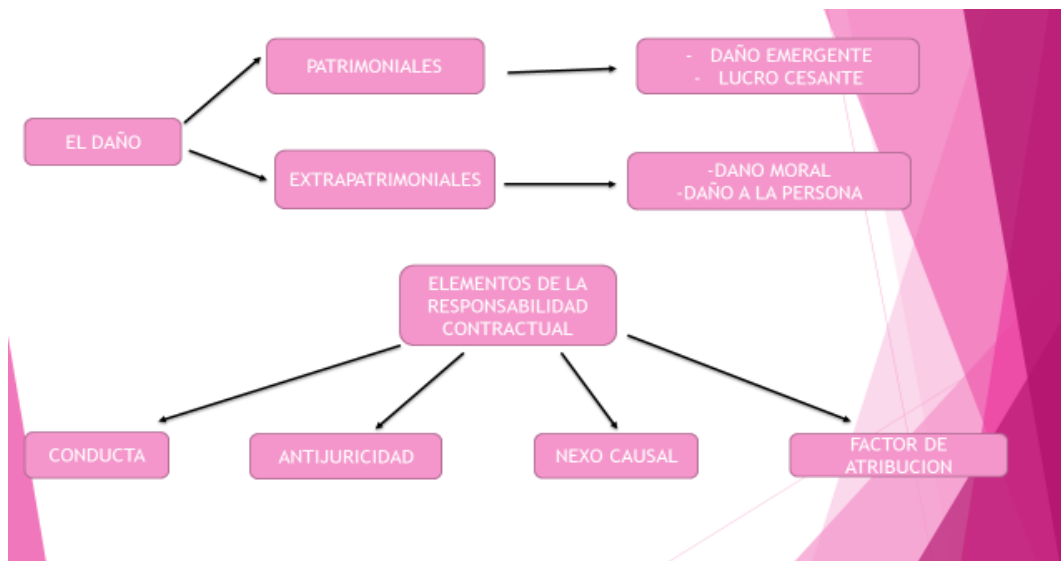 PATRIMONIALES
- DAÑO EMERGENTE
- LUCRO CESANTE
EL DAÑO
EXTRAPATRIMONIALES
-DANO MORAL
-DAÑO A LA PERSONA
ELEMENTOS DE LA
RESPONSABILIDAD
CONTRACTUAL
CONDUCTA
ANTIJURICIDAD
NEXO CAUSAL
FACTOR DE
ATRIBUCION